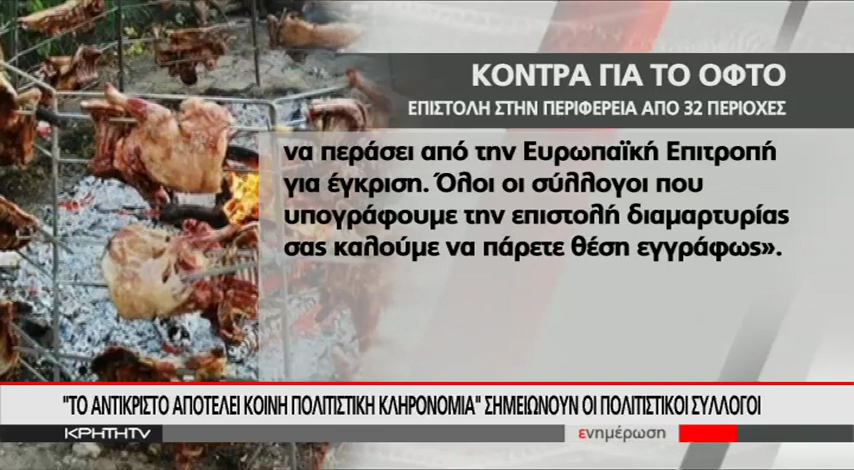 ΚΟΝΤΡΑ ΓΙΑ ΤΟ ΟΦΤΟ
ΕΠΙΣΤΟΛΗ ΣΤΗΝ ΠΕΡΙΦΕΡΕΙΑ ΑΠΟ 32 ΠΕΡΙΟΧΕΣ
να περάσει από την Ευρωπαϊκή Επιτροπή
για έγκριση. Όλοι οι σύλλογοι που
υπογράφουμε την επιστολή διαμαρτυρίας
σας καλούμε να πάρετε θέση εγγράφως».
"ΤΟ ΑΝΤΙΚΡΙΣΤΟ ΑΠΟΤΕΛΕΙ ΚΟΙΝΗ ΠΟΛΙΤΙΣΤΙΚΗ ΚΛΗΡΟΝΟΜΙΑ" ΣΗΜΕΙΩΝΟΥΝ ΟΙ ΠΟΛΙΤΙΣΤΙΚΟΙ ΣΥΛΛΟΓΟΙ
ΚΡΗΤΗTV
ενημέρωση